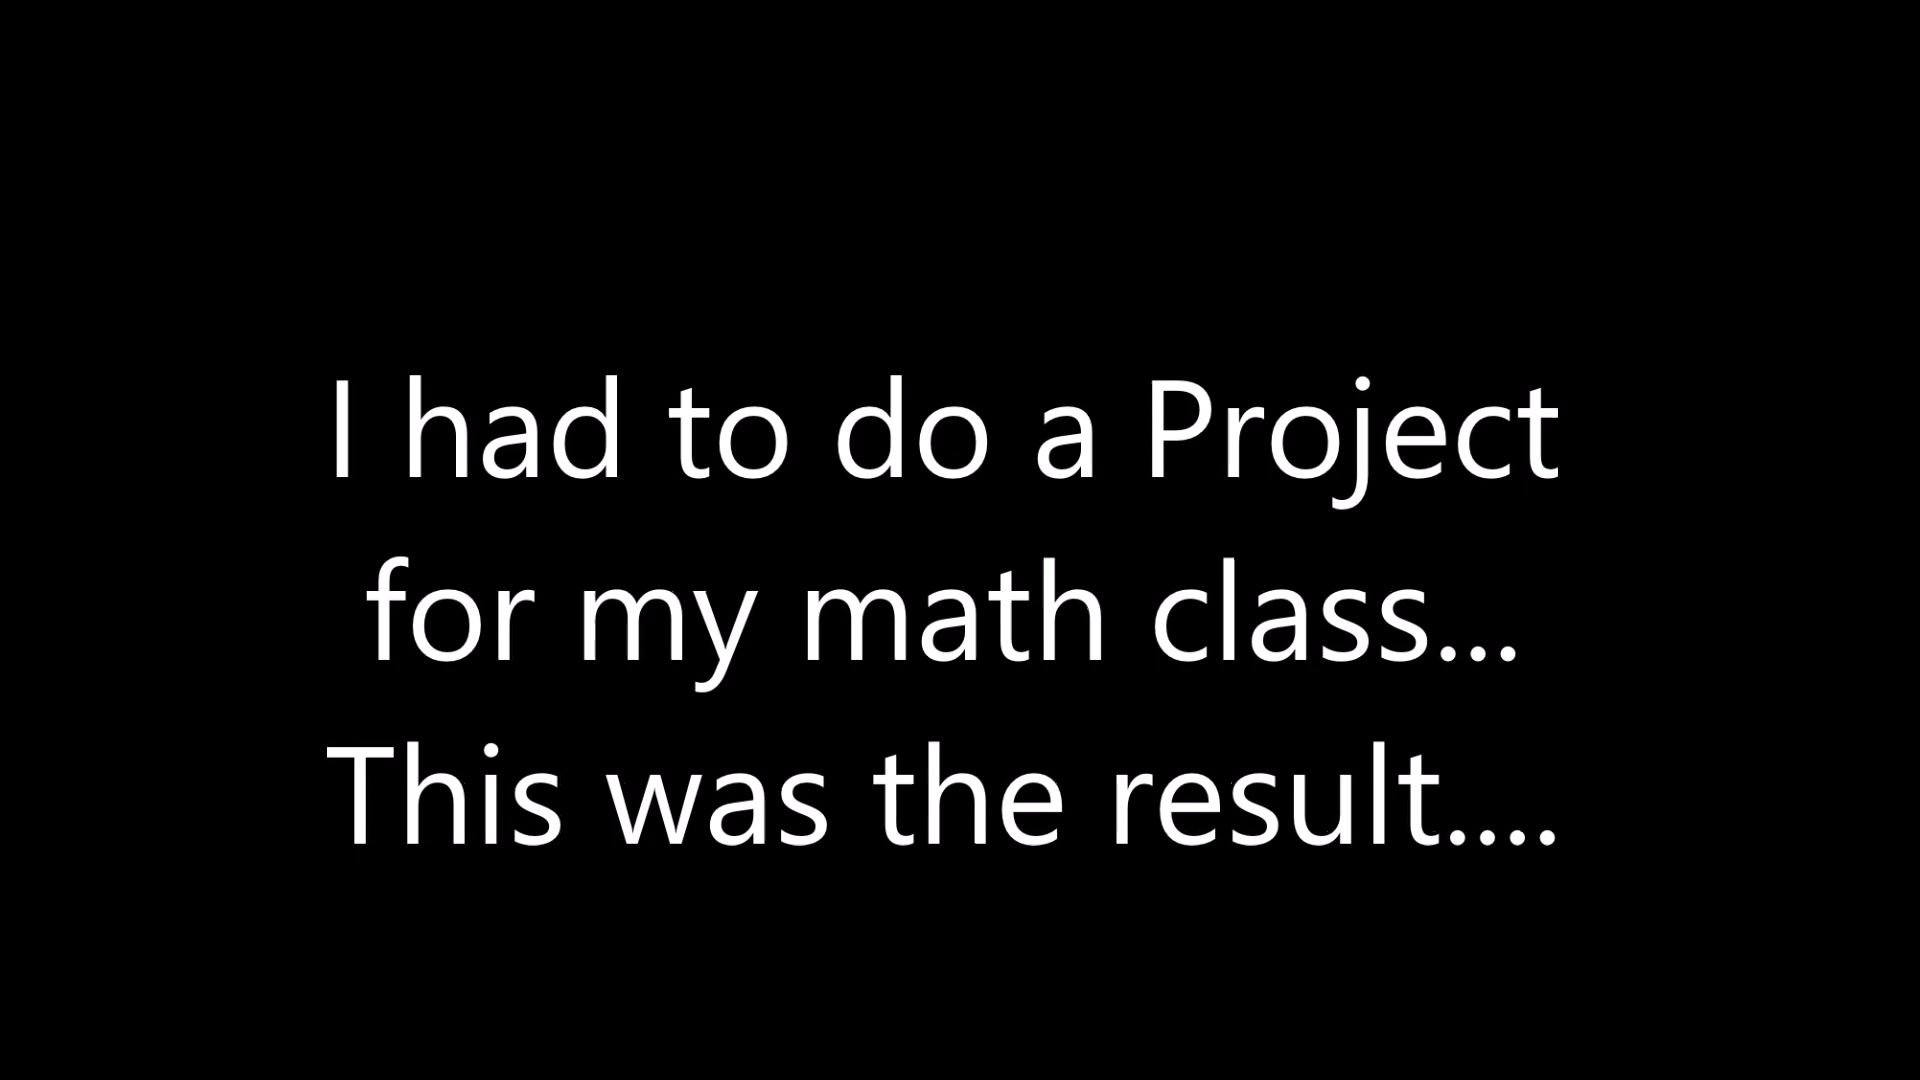 I had to do a Project
for my math class...
This was the result....